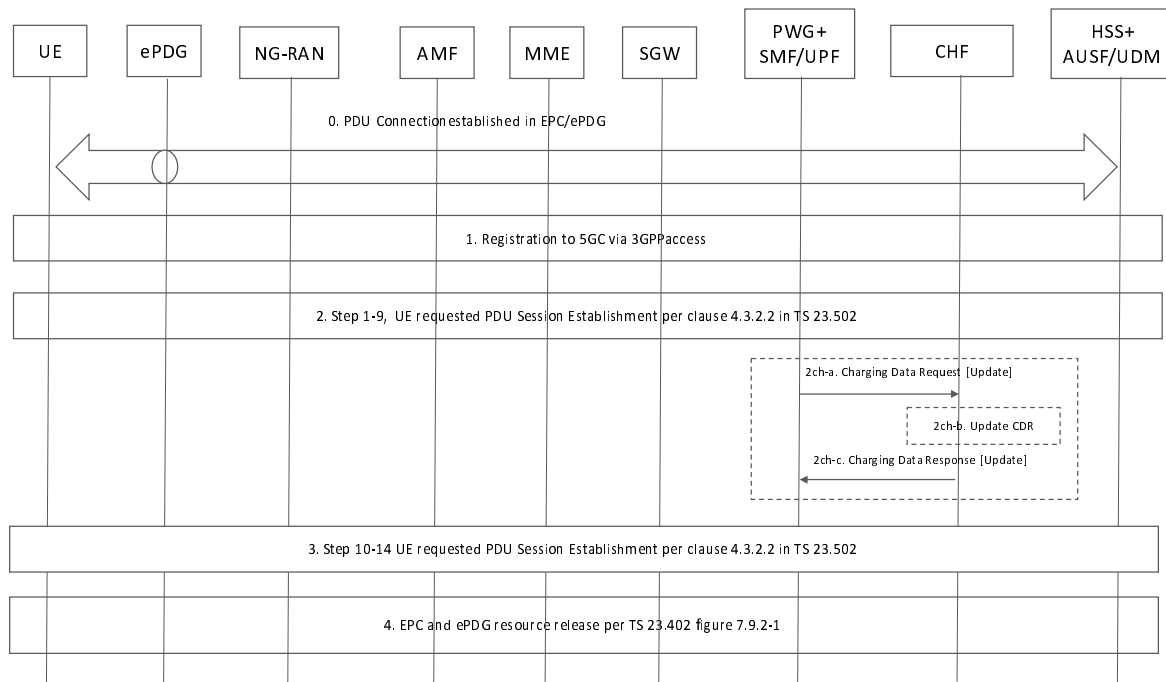 UE
ePDG
NG-RAN
AMF
MME
SGW
PWG+
SMF/UPF
CHF
HSS+
AUSF/UDM
0. PDU Connectionestablished in EPC/ePDG
1. Registration to 5GC via 3GPPaccess
2. Step 1-9, UE requested PDU Session Establishment per clause 4.3.2.2 in TS 23.502
2ch-a. Charging Data Request [Update]
2ch-b. Update CDR
2ch-c. Charging Data Response [Update]
3. Step 10-14 UE requested PDU Session Establishment per clause 4.3.2.2 in TS 23.502
4. EPC and ePDG resource release per TS 23.402 figure 7.9.2-1